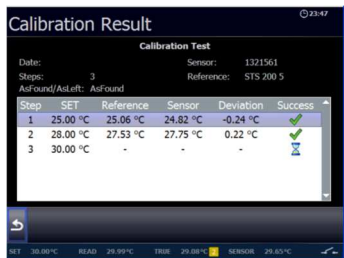 Calibration Result
23:47
Calibration Test
Date: Sensor: 1321561
Steps: 3 Reference: STS 200 5
AsFound/AsLeft: AsFound
Step SET Reference Sensor Deviation Success
1 25.00 °C 25.06 °C 24.82 °C -0.24 °C
2 28.00 °C 27.53 °C 27.75 °C 0.22 °C
3 30.00 °C - - -
SET 30.00°C READ 29.99°C TRUE 29.08°C 2 SENSOR 29.65°C